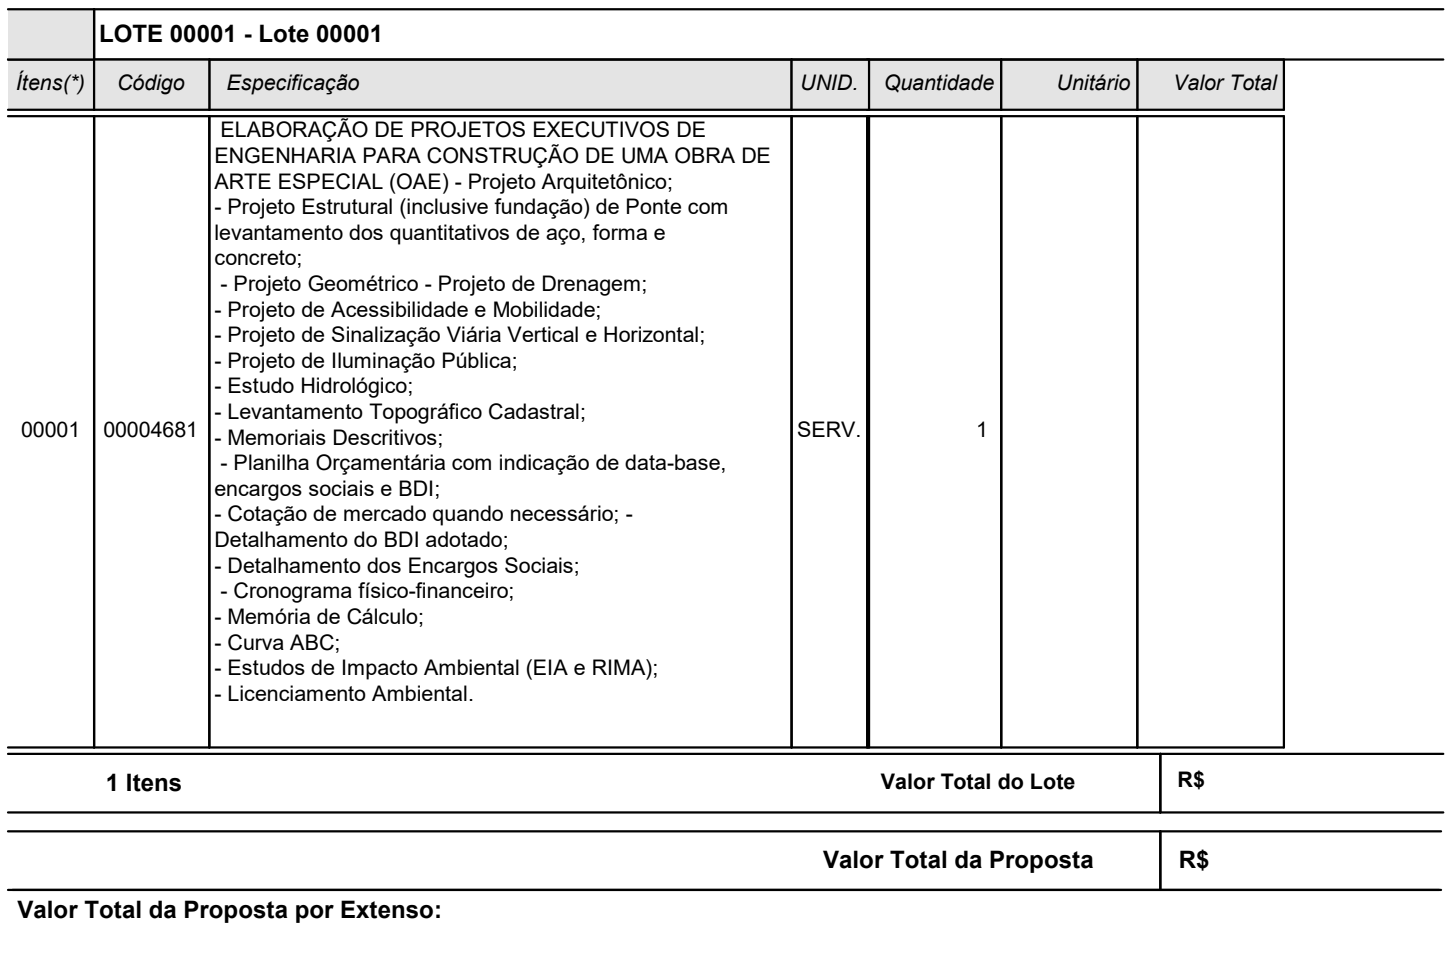 LOTE 00001 - Lote 00001
Ítens(*) Código Especificação UNID. Quantidade Unitário Valor Total
ELABORAÇÃO DE PROJETOS EXECUTIVOS DE
ENGENHARIA PARA CONSTRUÇÃO DE UMA OBRA DE
ARTE ESPECIAL (OAE) - Projeto Arquitetônico;
- Projeto Estrutural (inclusive fundação) de Ponte com
levantamento dos quantitativos de aço, forma e
concreto;
- Projeto Geométrico - Projeto de Drenagem;
- Projeto de Acessibilidade e Mobilidade;
- Projeto de Sinalização Viária Vertical e Horizontal;
- Projeto de Iluminação Pública;
- Estudo Hidrológico;
- Levantamento Topográfico Cadastral;
00001 00004681 - Memoriais Descritivos; SERV. 1
- Planilha Orçamentária com indicação de data-base,
encargos sociais e BDI;
- Cotação de mercado quando necessário; -
Detalhamento do BDI adotado;
- Detalhamento dos Encargos Sociais;
- Cronograma físico-financeiro;
- Memória de Cálculo;
- Curva ABC;
- Estudos de Impacto Ambiental (EIA e RIMA);
- Licenciamento Ambiental.
1 Itens Valor Total do Lote R$
Valor Total da Proposta R$
Valor Total da Proposta por Extenso: